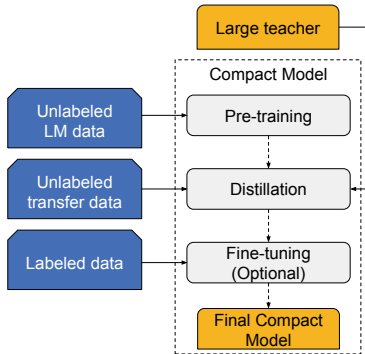 Large teacher
Compact Model
Unlabeled
LM data
Pre-training
Unlabeled
transfer data
Distillation
Labeled data
Fine-tuning
(Optional)
Final Compact
Model